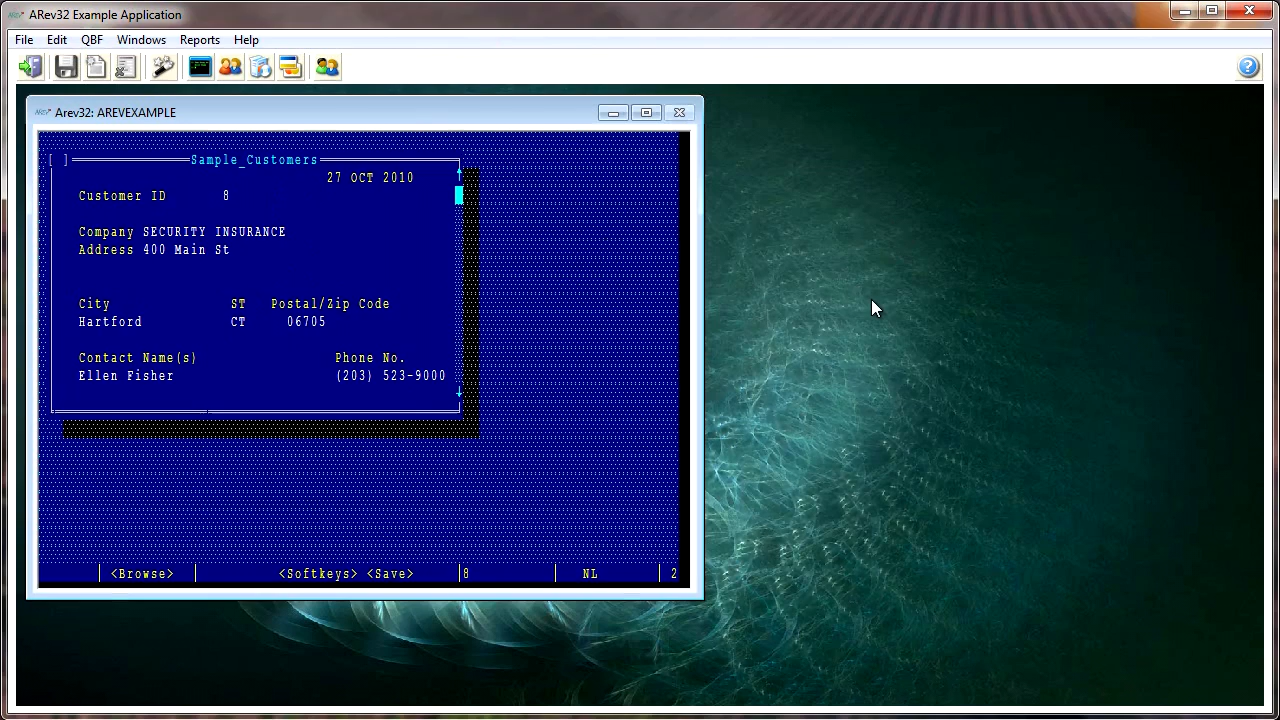 ARev32 Example Application
File Edit QBF Windows Reports Help
Arev32: AREVEXAMPLE
[ ] Sample_Customers
27 OCT 2010
Customer ID 8
Company SECURITY INSURANCE
Address 400 Main St
City ST Postal/Zip Code
Hartford CT 06705
Contact Name(s) Phone No.
Ellen Fisher (203) 523-9000
<Browse> <Softkeys> <Save> 8 NL 2